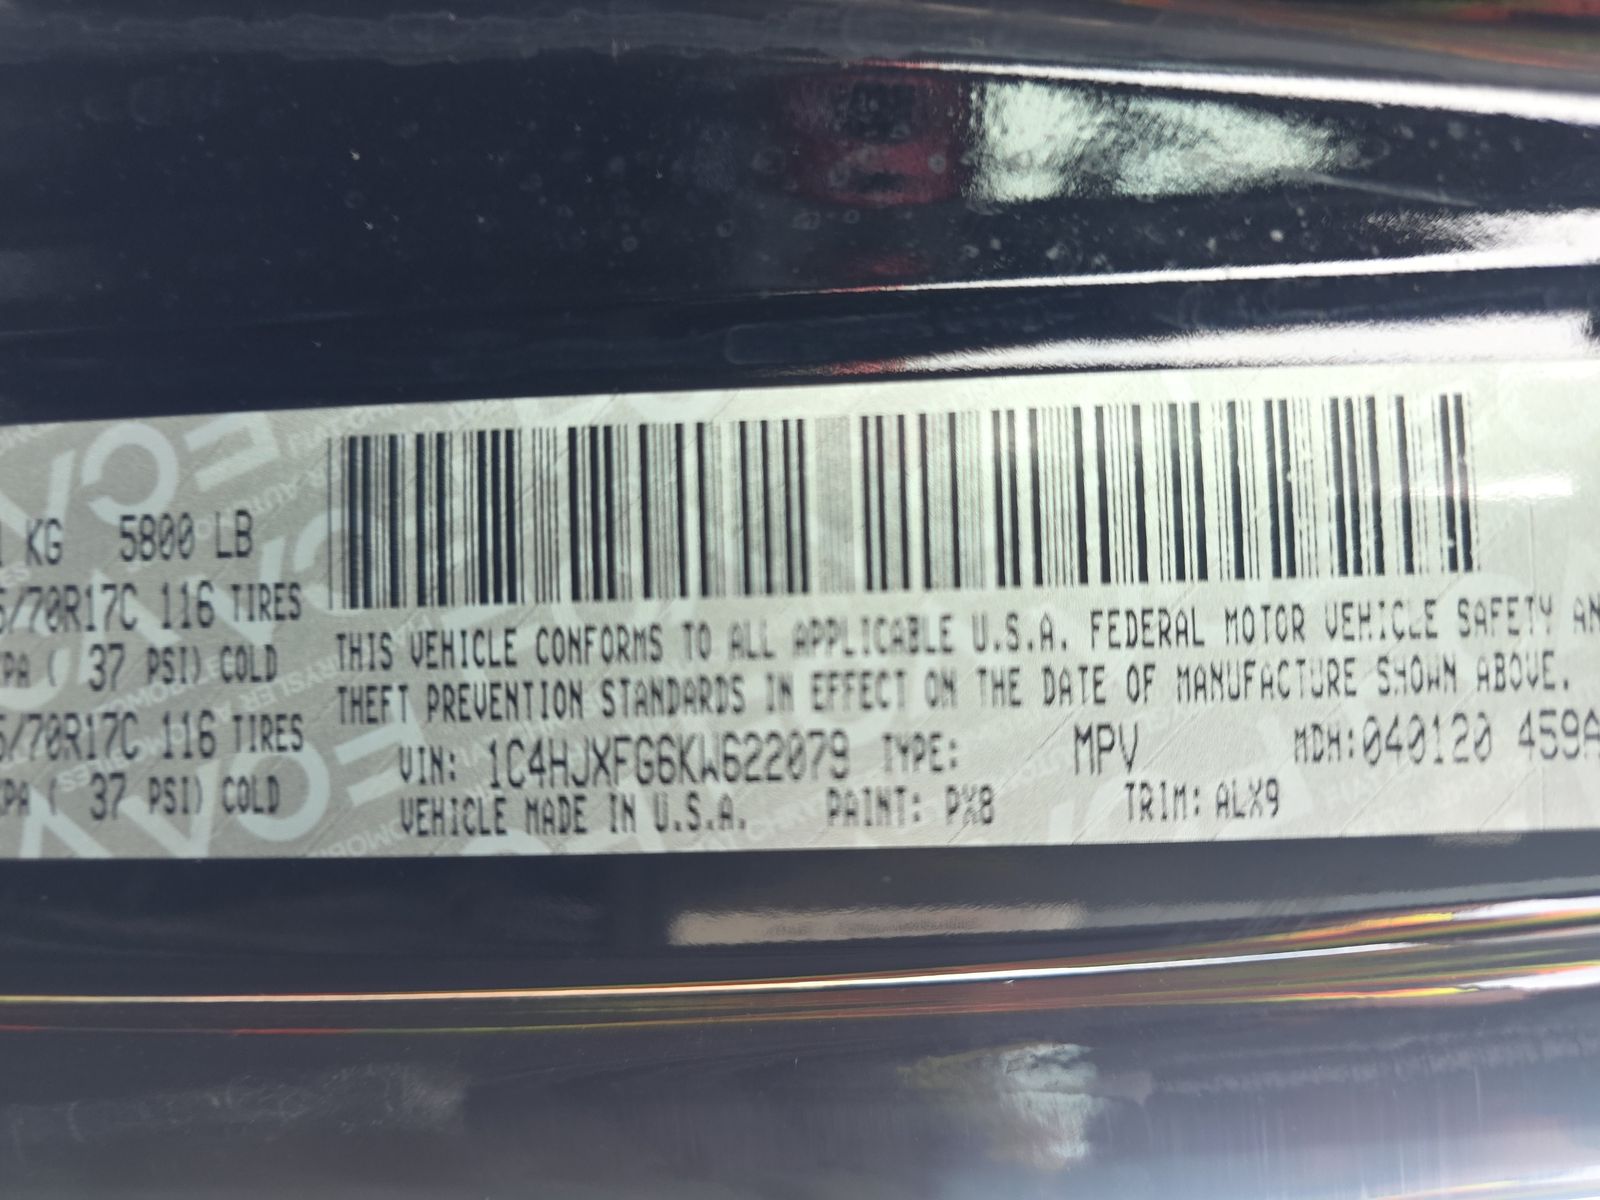 KG 5800 LB
/70R17C 116 TIRES
( 37 PSI) COLD
/70R17C 116 TIRES
( 37 PSI) COLD
THIS VEHICLE CONFORMS TO ALL APPLICABLE U.S.A. FEDERAL MOTOR VEHICLE SAFETY AN
THEFT PREVENTION STANDARDS IN EFFECT ON THE DATE OF MANUFACTURE SHOWN ABOVE.
VIN: 1C4HJXFG6KW622079 TYPE: MPV MDH:040120 459A
VEHICLE MADE IN U.S.A. PAINT: PX8 TRIM: ALX9